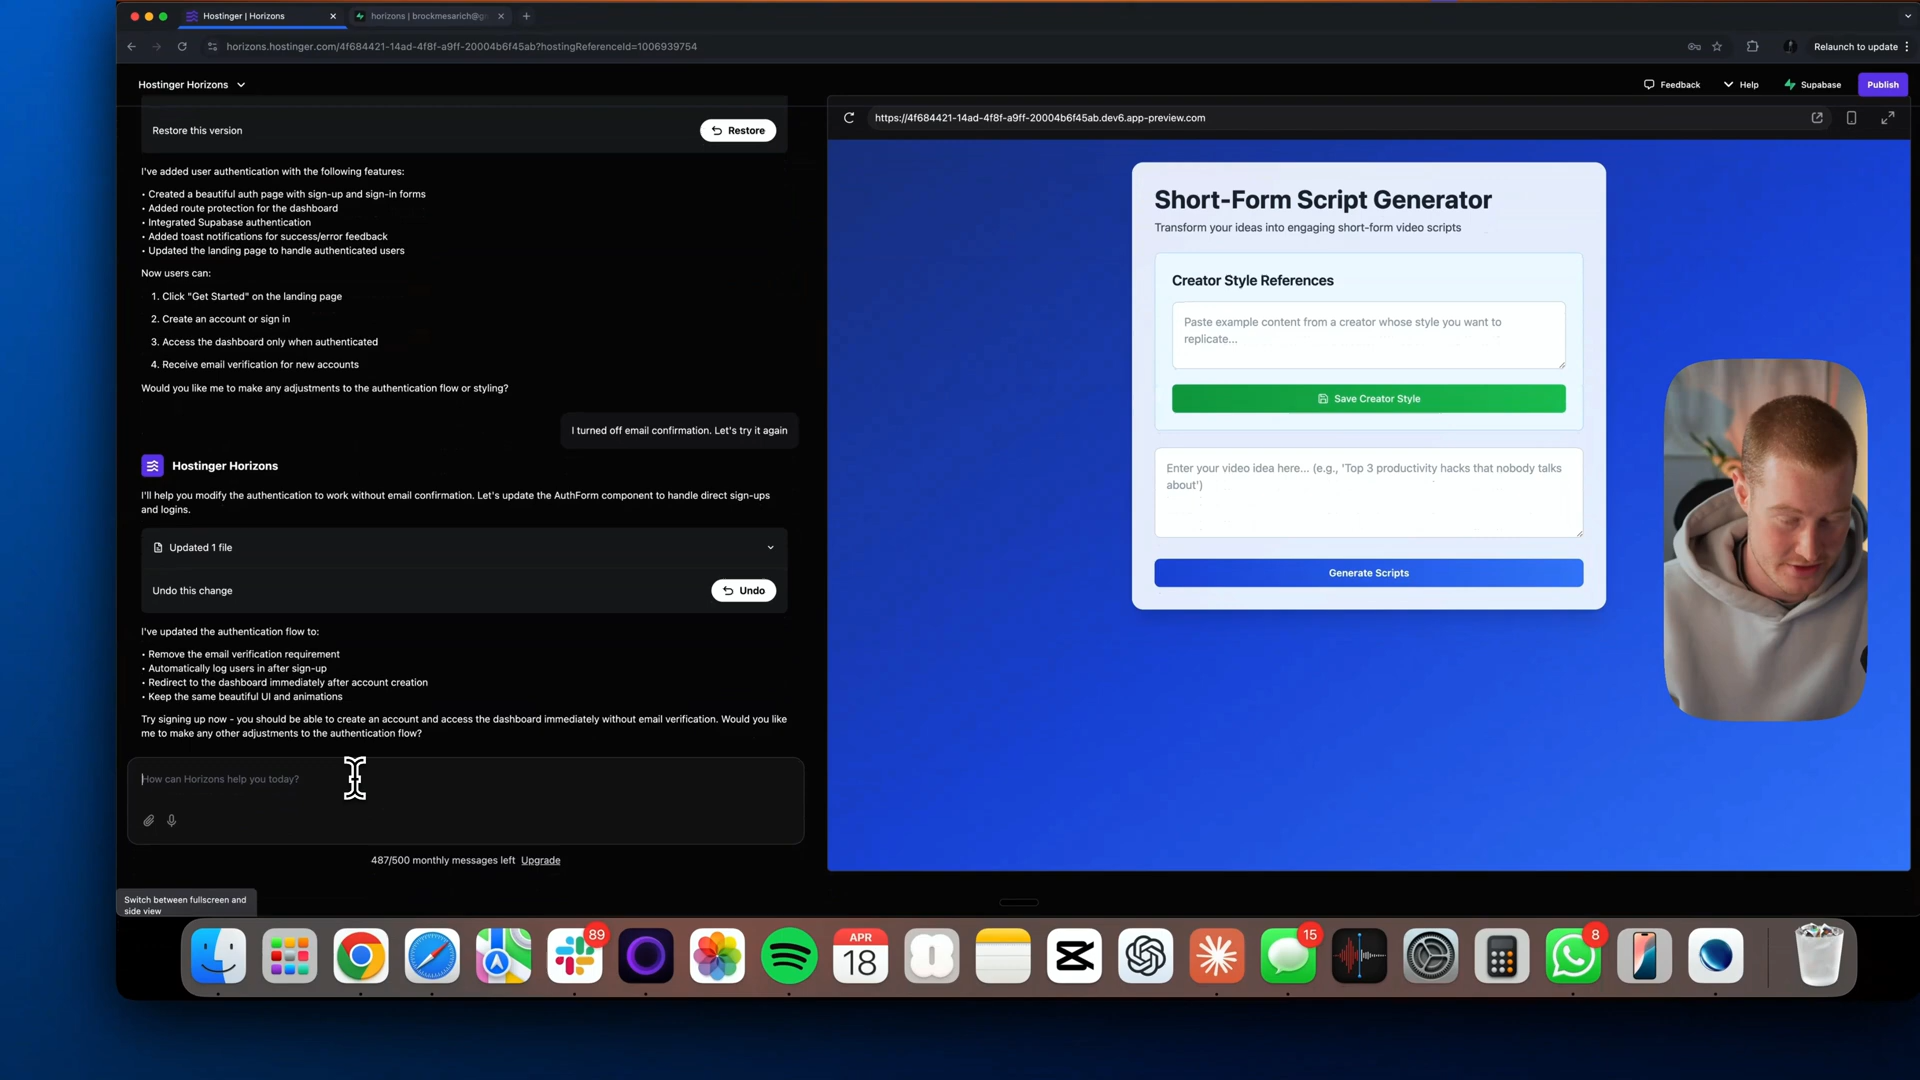 Hostinger | Horizons
horizons | brockmesarich@g
horizons.hostinger.com/4f684421-14ad-4f8f-a9ff-20004b6f45ab?hostingReferenceId=1006939754
Relaunch to update
Hostinger Horizons
Feedback
Help
Supabase
Publish
Restore this version
Restore
I've added user authentication with the following features:
• Created a beautiful auth page with sign-up and sign-in forms
• Added route protection for the dashboard
• Integrated Supabase authentication
• Added toast notifications for success/error feedback
• Updated the landing page to handle authenticated users
Now users can:
1. Click "Get Started" on the landing page
2. Create an account or sign in
3. Access the dashboard only when authenticated
4. Receive email verification for new accounts
Would you like me to make any adjustments to the authentication flow or styling?
I turned off email confirmation. Let's try it again
Hostinger Horizons
I'll help you modify the authentication to work without email confirmation. Let's update the AuthForm component to handle direct sign-ups
and logins.
Updated 1 file
Undo this change
Undo
I've updated the authentication flow to:
• Remove the email verification requirement
• Automatically log users in after sign-up
• Redirect to the dashboard immediately after account creation
• Keep the same beautiful UI and animations
Try signing up now - you should be able to create an account and access the dashboard immediately without email verification. Would you like
me to make any other adjustments to the authentication flow?
How can Horizons help you today?
487/500 monthly messages left Upgrade
Switch between fullscreen and
side view
https://4f684421-14ad-4f8f-a9ff-20004b6f45ab.dev6.app-preview.com
Short-Form Script Generator
Transform your ideas into engaging short-form video scripts
Creator Style References
Paste example content from a creator whose style you want to
replicate...
Save Creator Style
Enter your video idea here... (e.g., 'Top 3 productivity hacks that nobody talks
about')
Generate Scripts
89
APR
18
15
8